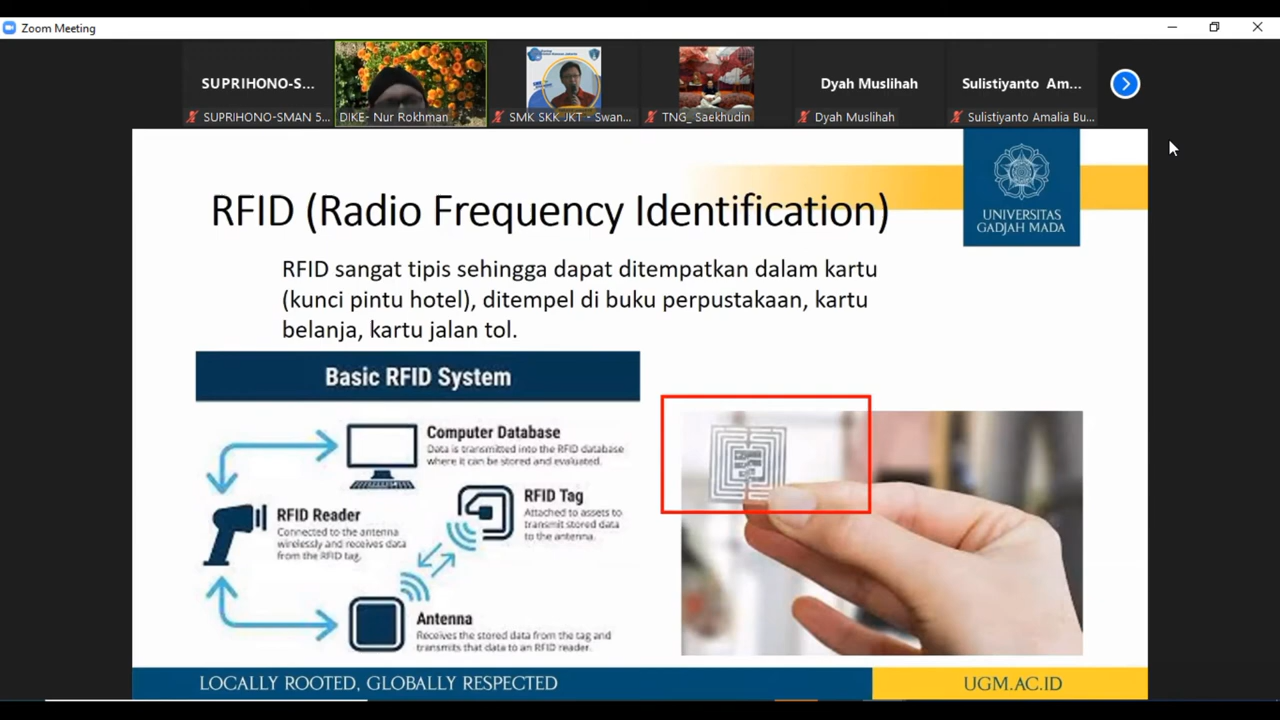 Zoom Meeting
SUPRIHONO-S...
Dyah Muslihah
Sulistiyanto Am...
SUPRIHONO-SMAN 5...
DIKE- Nur Rokhman
SMK SKK JKT - Swan...
TNG_ Saekhudin
Dyah Muslihah
Sulistiyanto Amalia Bu...
RFID (Radio Frequency Identification)
UNIVERSITAS
GADJAH MADA
RFID sangat tipis sehingga dapat ditempatkan dalam kartu
(kunci pintu hotel), ditempel di buku perpustakaan, kartu
belanja, kartu jalan tol.
Basic RFID System
Computer Database
Data is transmitted into the RFID database
where it can be stored and evaluated.
RFID Tag
Attached to assets to
transmit stored data
to the antenna.
RFID Reader
Connected to the antenna
wirelessly and receives data
from the RFID tag.
Antenna
Receives the stored data from the tag and
transmits that data to an RFID reader.
LOCALLY ROOTED, GLOBALLY RESPECTED
UGM.AC.ID